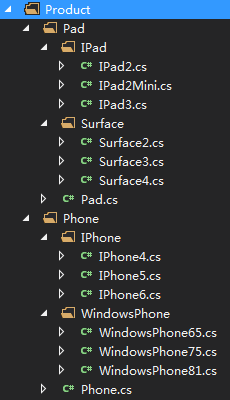 Product
Pad
IPad
C# IPad2.cs
C# IPad2Mini.cs
C# IPad3.cs
Surface
C# Surface2.cs
C# Surface3.cs
C# Surface4.cs
C# Pad.cs
Phone
IPhone
C# IPhone4.cs
C# IPhone5.cs
C# IPhone6.cs
WindowsPhone
C# WindowsPhone65.cs
C# WindowsPhone75.cs
C# WindowsPhone81.cs
C# Phone.cs